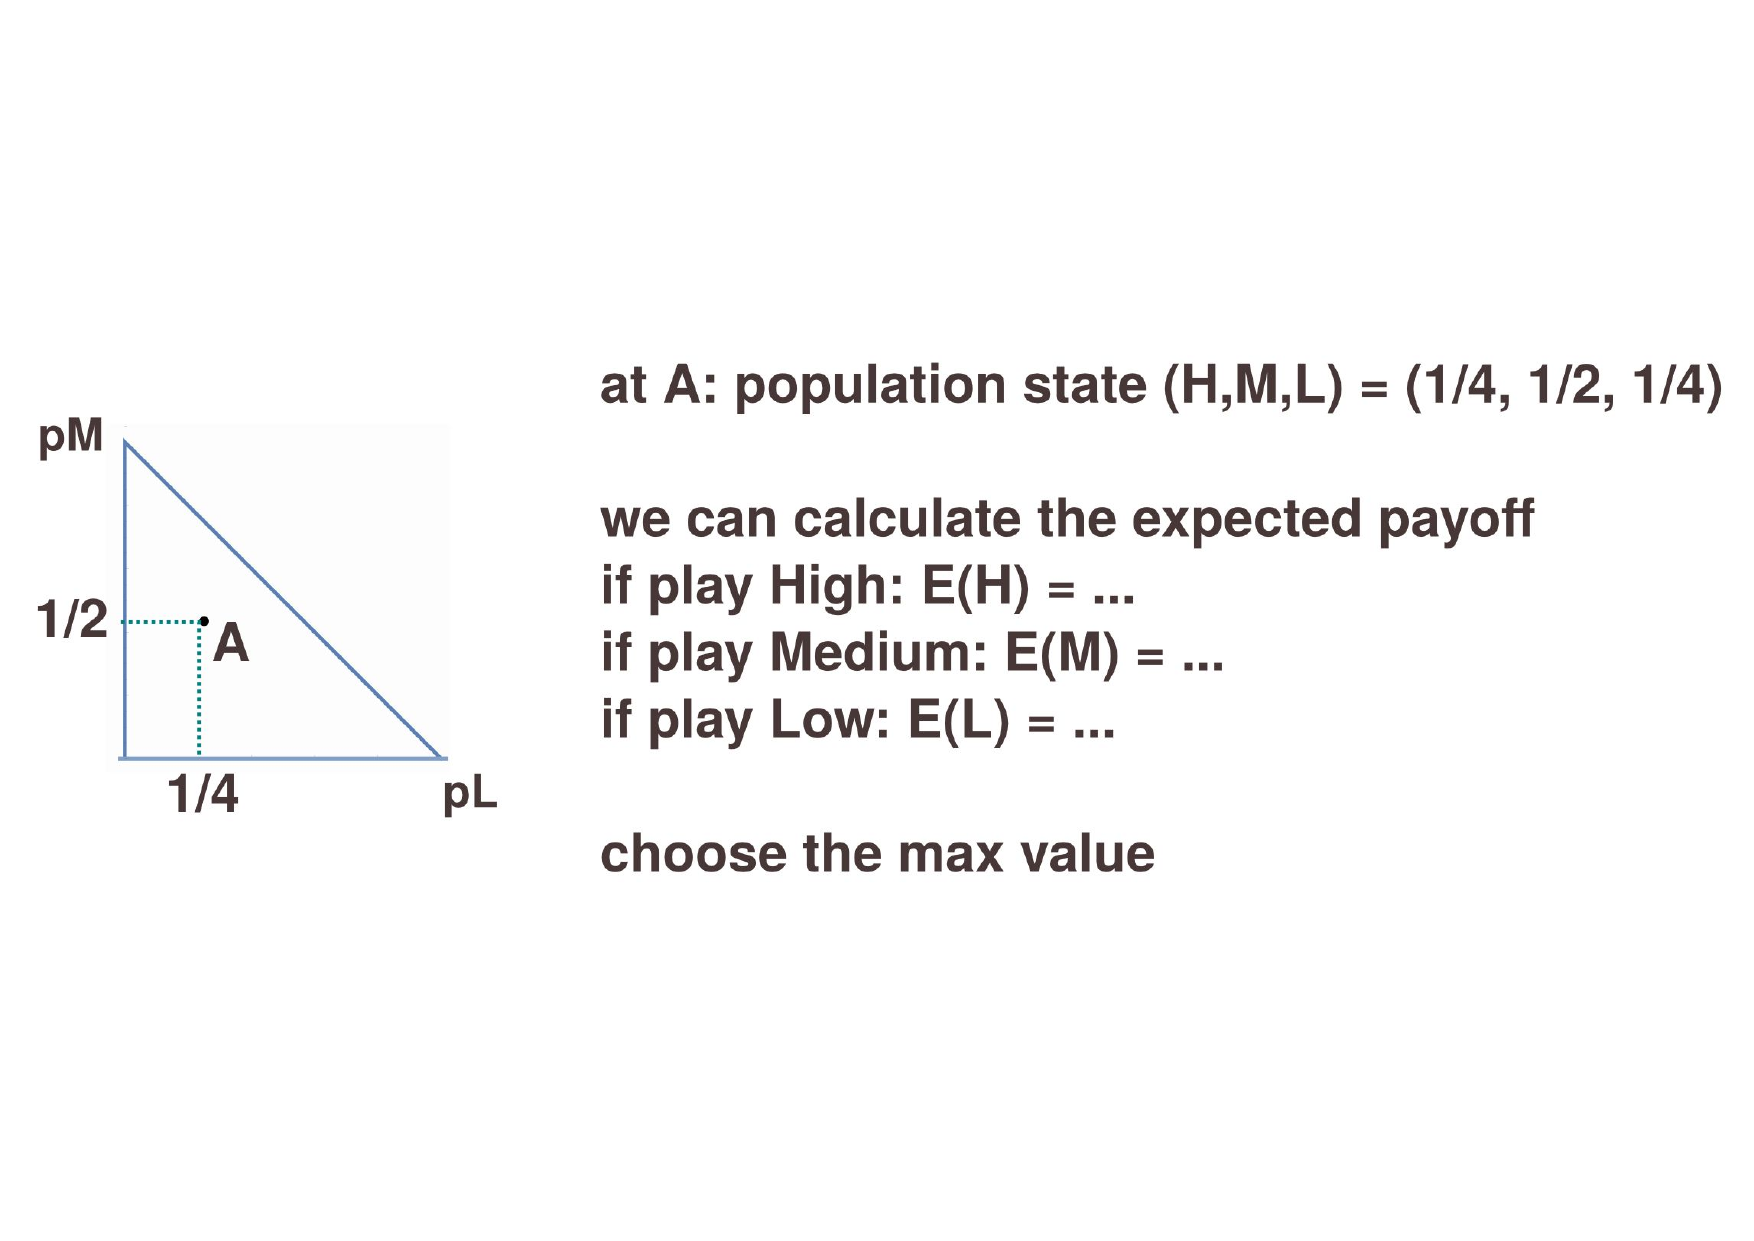 at A: population state (H,M,L) = (1/4, 1/2, 1/4)
pM
we can calculate the expected payoff
if play High: E(H) = ...
1/2
A
if play Medium: E(M) = ...
if play Low: E(L) = ...
1/4
pL
choose the max value